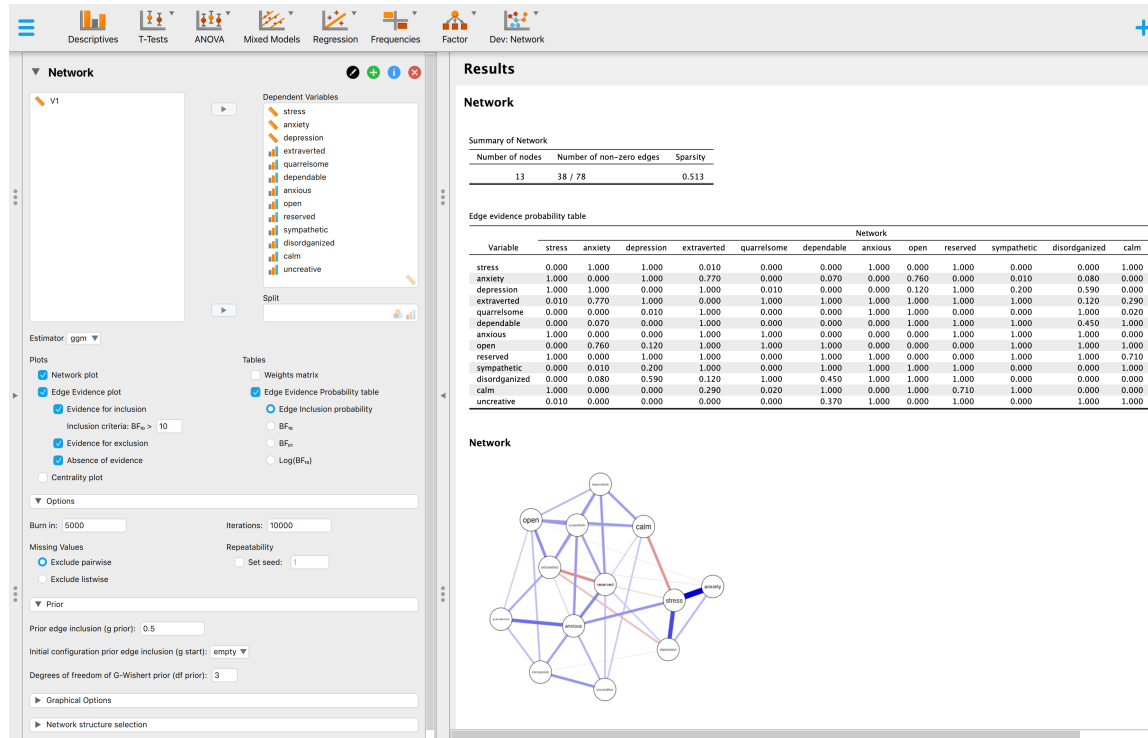 Descriptives T-Tests ANOVA Mixed Models Regression Frequencies Factor Dev: Network
Network
V1
Dependent Variables
stress
anxiety
depression
extraverted
quarrelsome
dependable
anxious
open
reserved
sympathetic
disordganized
calm
uncreative
Split
Estimator ggm
Plots
Network plot
Edge Evidence plot
Evidence for inclusion
Inclusion criteria: BF₁₀ > 10
Evidence for exclusion
Absence of evidence
Centrality plot
Tables
Weights matrix
Edge Evidence Probability table
Edge Inclusion probability
BF₁₀
BF₀₁
Log(BF₁₀)
Options
Burn in: 5000 Iterations: 10000
Missing Values
Exclude pairwise
Exclude listwise
Repeatability
Set seed: 1
Prior
Prior edge inclusion (g prior): 0.5
Initial configuration prior edge inclusion (g start): empty
Degrees of freedom of G-Wishert prior (df prior): 3
Graphical Options
Network structure selection
Results
Network
Summary of Network
Number of nodes Number of non-zero edges Sparsity
13 38 / 78 0.513
Edge evidence probability table
Network
Variable stress anxiety depression extraverted quarrelsome dependable anxious open reserved sympathetic disordganized calm
stress 0.000 1.000 1.000 0.010 0.000 0.000 1.000 0.000 1.000 0.000 0.000 1.000
anxiety 1.000 0.000 1.000 0.770 0.000 0.070 0.000 0.760 0.000 0.010 0.080 0.000
depression 1.000 1.000 0.000 1.000 0.010 0.000 0.000 0.120 1.000 0.200 0.590 0.000
extraverted 0.010 0.770 1.000 0.000 1.000 1.000 0.000 1.000 1.000 1.000 0.120 0.290
quarrelsome 0.000 0.000 0.010 1.000 0.000 1.000 1.000 1.000 0.000 0.000 1.000 0.020
dependable 0.000 0.070 0.000 1.000 1.000 0.000 0.000 1.000 1.000 1.000 0.450 1.000
anxious 1.000 0.000 0.000 0.000 1.000 0.000 0.000 0.000 1.000 1.000 1.000 0.000
open 0.000 0.760 0.120 1.000 1.000 1.000 0.000 0.000 0.000 1.000 1.000 1.000
reserved 1.000 0.000 1.000 1.000 0.000 1.000 1.000 0.000 0.000 1.000 0.000 0.710
sympathetic 0.000 0.010 0.200 1.000 0.000 1.000 1.000 1.000 1.000 0.000 0.000 1.000
disordganized 0.000 0.080 0.590 0.120 1.000 0.450 1.000 1.000 0.000 0.000 0.000 0.000
calm 1.000 0.000 0.000 0.290 0.020 1.000 0.000 1.000 0.710 1.000 0.000 0.000
uncreative 0.010 0.000 0.000 0.000 0.000 0.370 1.000 0.000 1.000 0.000 1.000 1.000
Network
open
calm
reserved
anxiety
stress
anxious
depression
uncreative